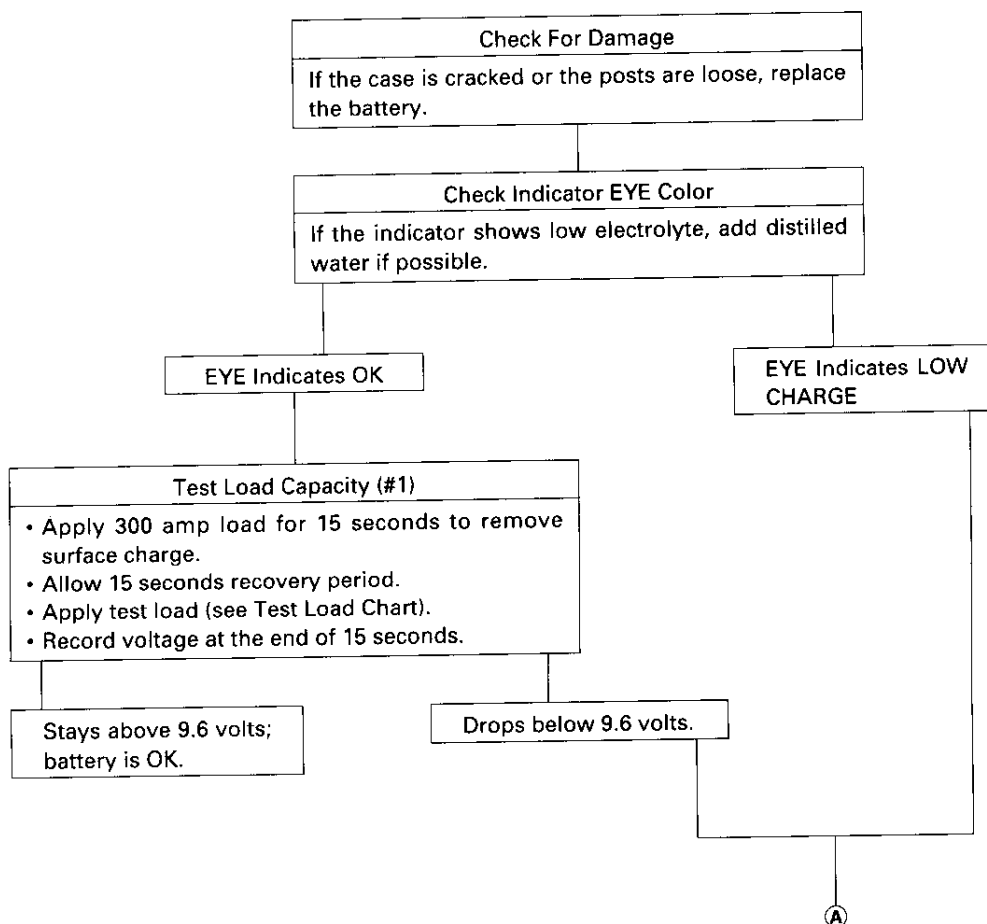 Check For Damage
If the case is cracked or the posts are loose, replace
the battery.
Check Indicator EYE Color
If the indicator shows low electrolyte, add distilled
water if possible.
EYE Indicates OK
EYE Indicates LOW
CHARGE
Test Load Capacity (#1)
• Apply 300 amp load for 15 seconds to remove
surface charge.
• Allow 15 seconds recovery period.
• Apply test load (see Test Load Chart).
• Record voltage at the end of 15 seconds.
Stays above 9.6 volts;
battery is OK.
Drops below 9.6 volts.
A